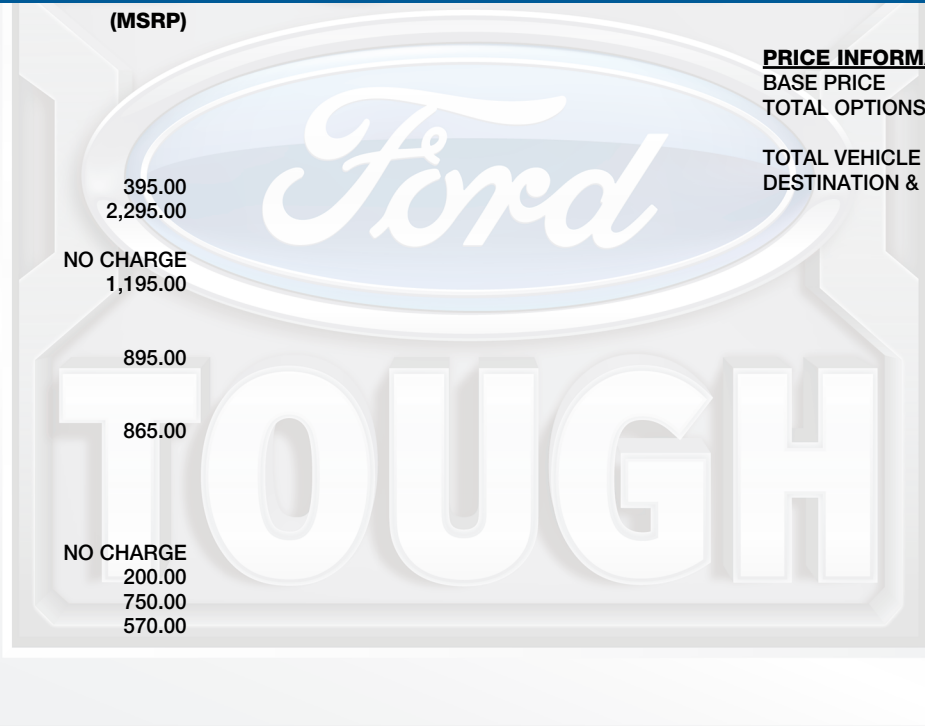 (MSRP)
395.00
2,295.00
NO CHARGE
1,195.00
895.00
865.00
NO CHARGE
200.00
750.00
570.00
PRICE INFORMA
BASE PRICE
TOTAL OPTIONS
TOTAL VEHICLE
DESTINATION &
Ford
TOUGH